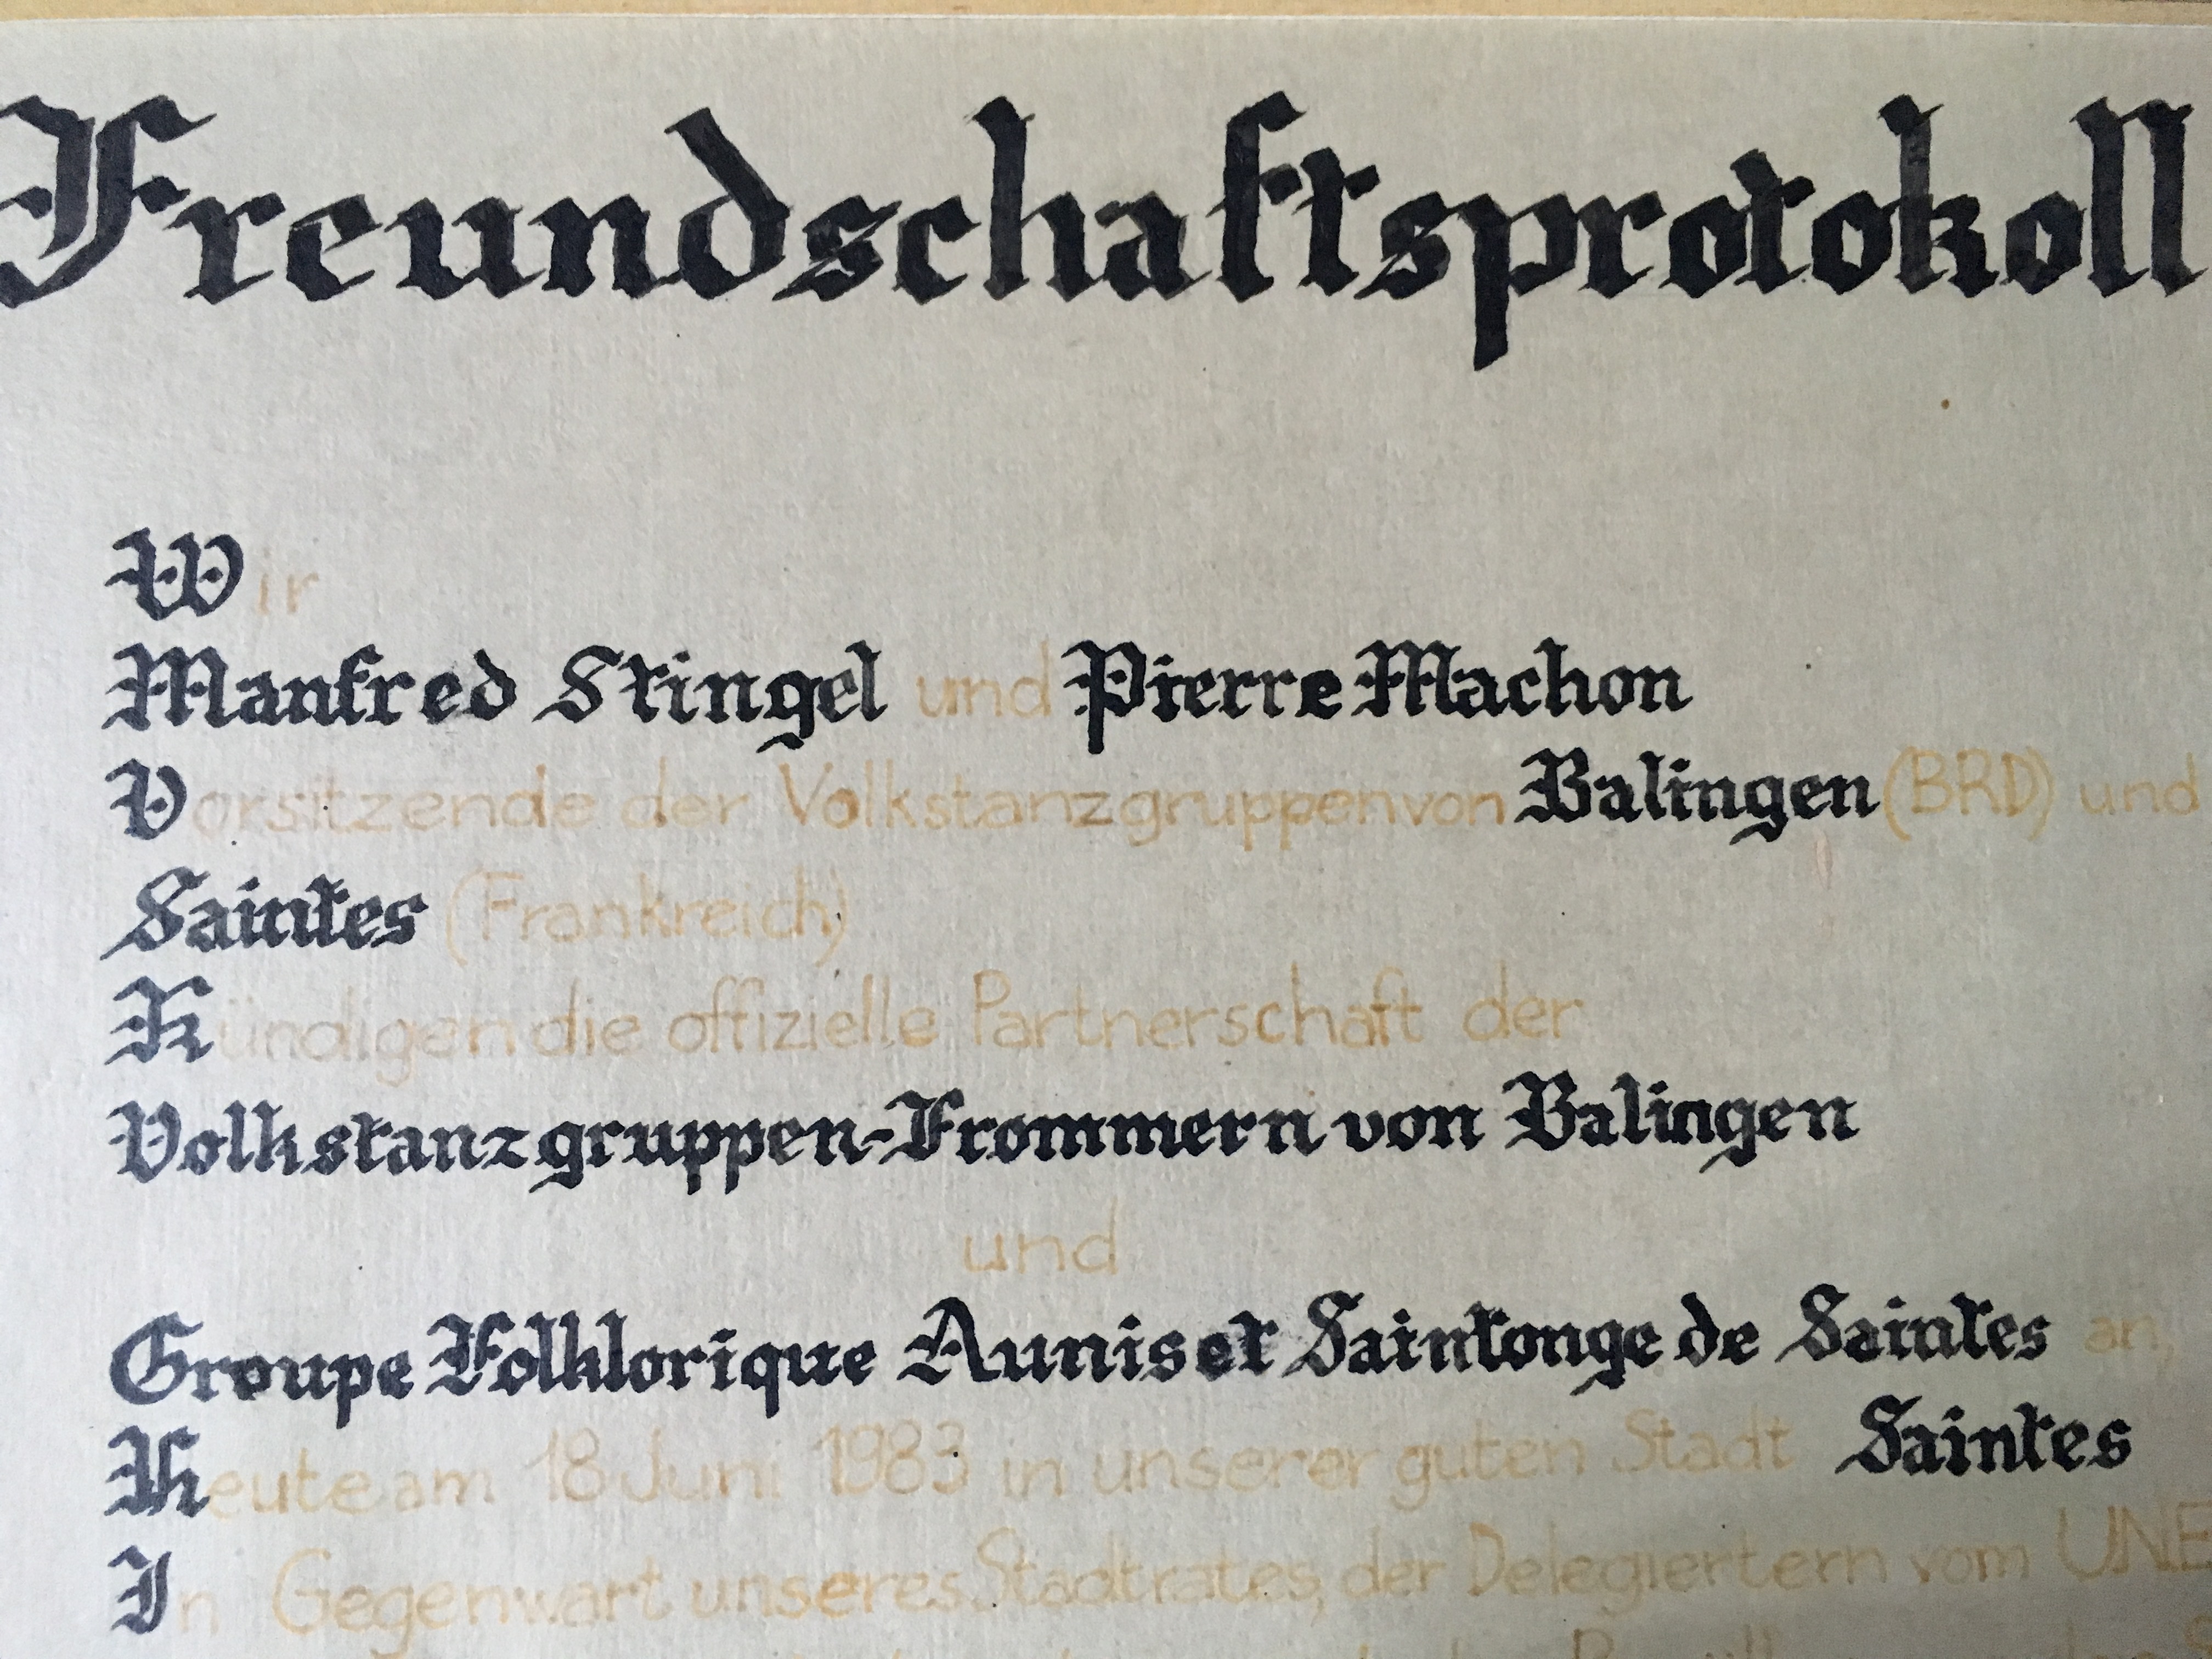 Freundschaftsprotokoll
Wir
Manfred Stingel und Pierre Machon
Vorsitzende der Volkstanzgruppen von Balingen (BRD) und
Saintes (Frankreich)
Kündigen die offizielle Partnerschaft der
Volkstanzgruppen-Frommern von Balingen
und
Groupe Folklorique Aunis et Saintonge de Saintes an,
Heute am 18 Juni 1983 in unserer guten Stadt Saintes
In Gegenwart unseres Stadtrates, der Delegiertern vom UNE